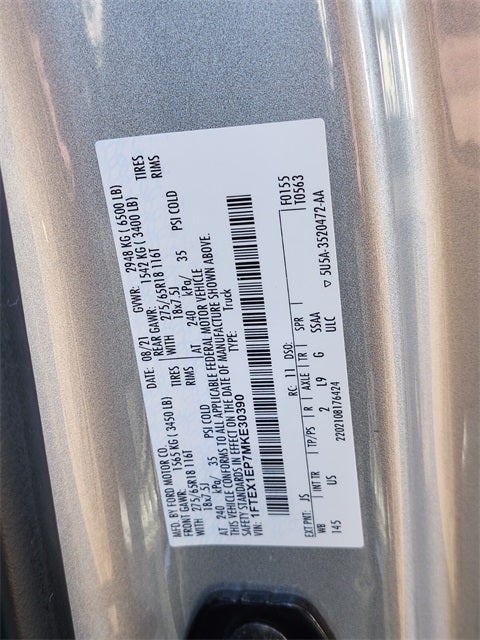 MFD. BY FORD MOTOR CO.
DATE: 08/21 GVWR: 2948 KG ( 6500 LB)
FRONT GAWR: 1565 KG ( 3450 LB) REAR GAWR: 1542 KG ( 3400 LB)
WITH 275/65R18 116T TIRES WITH 275/65R18 116T TIRES
18x7.5J RIMS 18x7.5J RIMS
AT 240 kPa/ 35 PSI COLD AT 240 kPa/ 35 PSI COLD
THIS VEHICLE CONFORMS TO ALL APPLICABLE FEDERAL MOTOR VEHICLE
SAFETY STANDARDS IN EFFECT ON THE DATE OF MANUFACTURE SHOWN ABOVE.
VIN: 1FTEX1EP7MKE30390 TYPE: Truck
F0155
T0563
EXT PNT: JS RC: 11 DSO:
WB INT TR TP/PS R AXLE TR SPR
145 US 2 L9 G SSAA
2202108176424 ULC
▽ 5U5A-3520472-AA